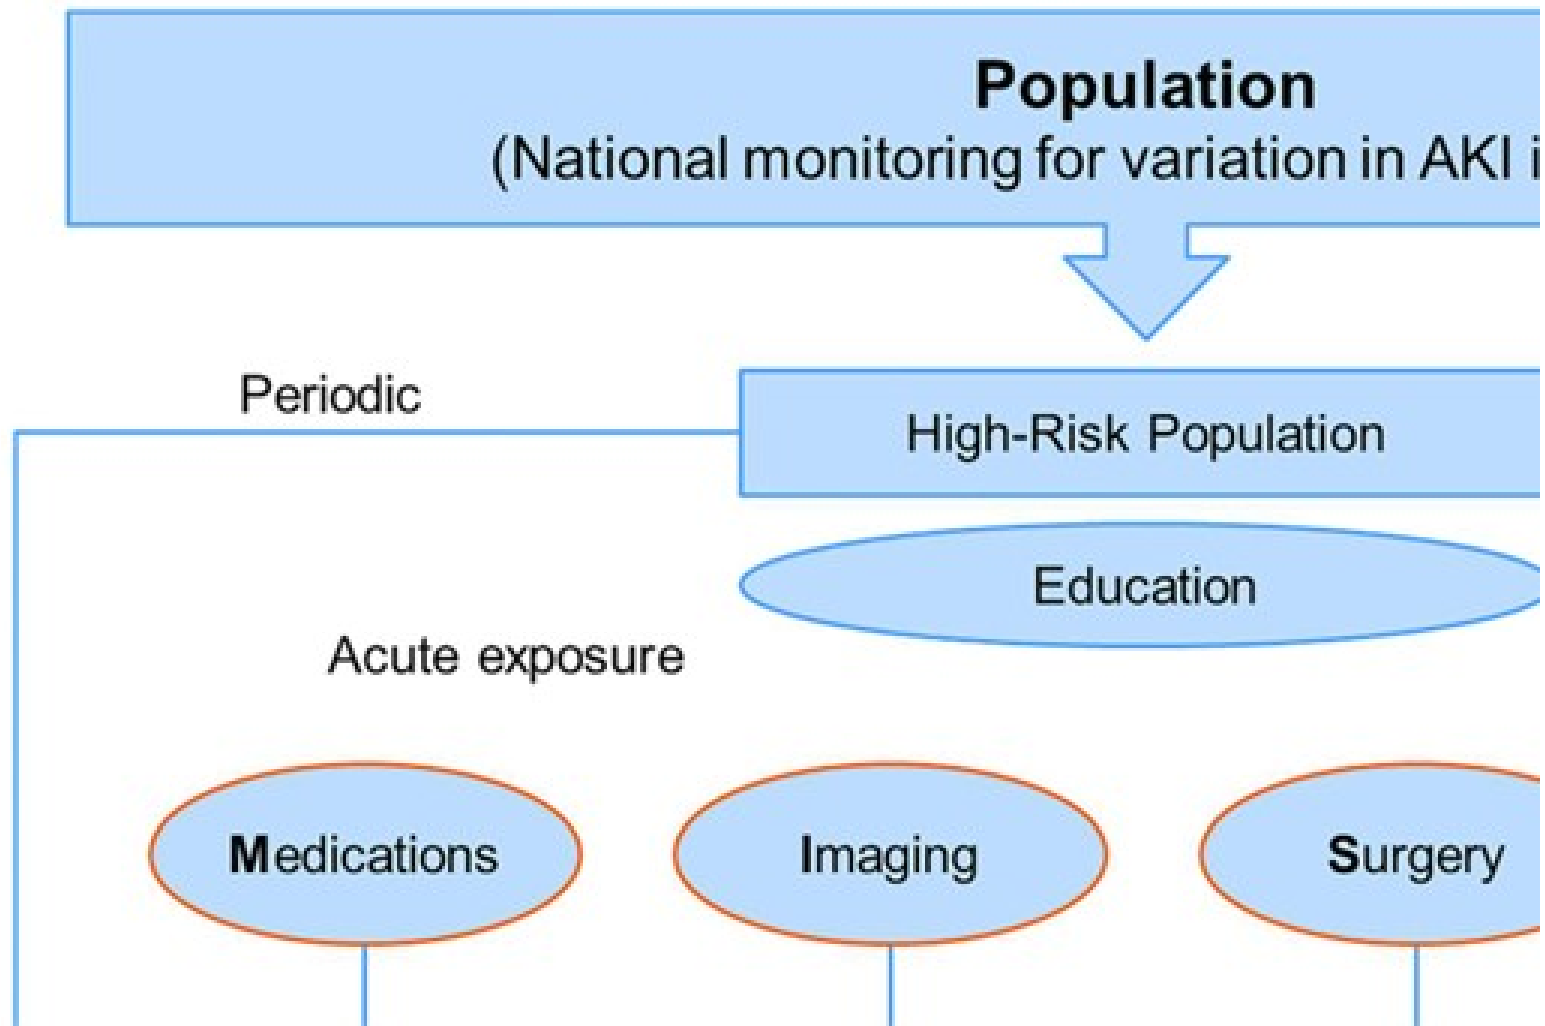 Population
(National monitoring for variation in AKI i
Periodic
High-Risk Population
Education
Acute exposure
Medications
Imaging
Surgery